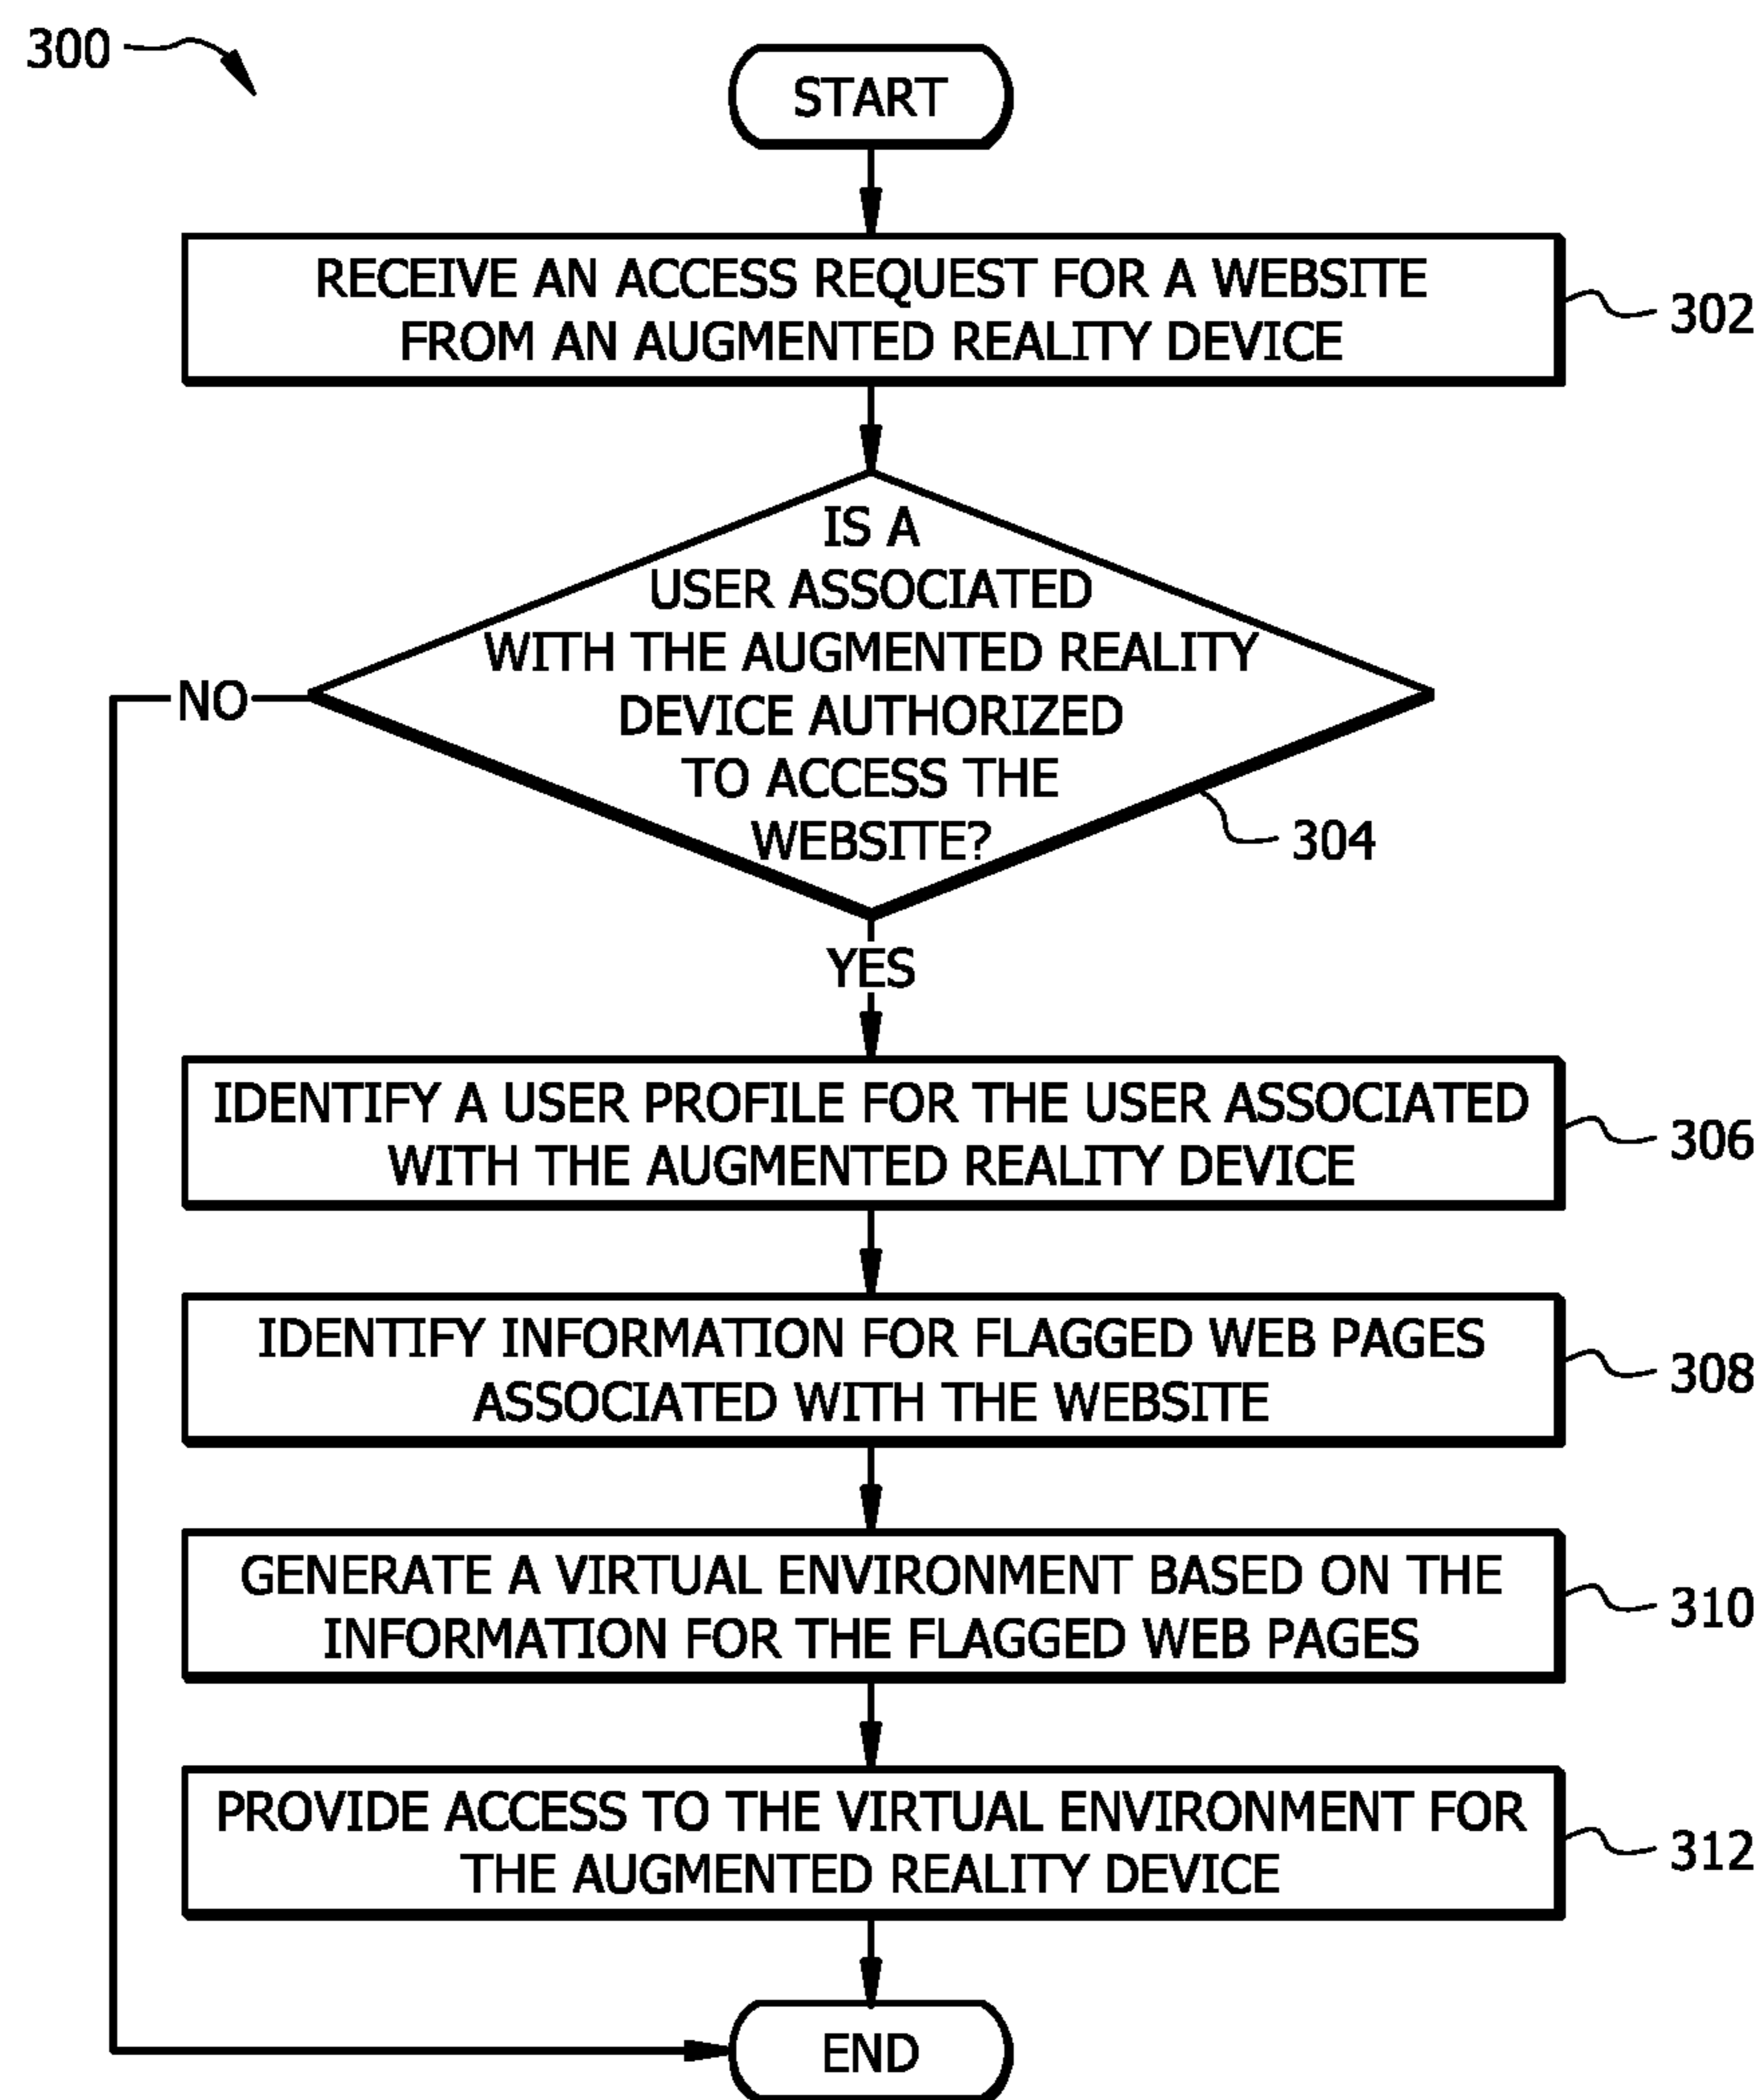 300
START
RECEIVE AN ACCESS REQUEST FOR A WEBSITE
FROM AN AUGMENTED REALITY DEVICE
302
IS A
USER ASSOCIATED
WITH THE AUGMENTED REALITY
DEVICE AUTHORIZED
TO ACCESS THE
WEBSITE?
304
NO
YES
IDENTIFY A USER PROFILE FOR THE USER ASSOCIATED
WITH THE AUGMENTED REALITY DEVICE
306
IDENTIFY INFORMATION FOR FLAGGED WEB PAGES
ASSOCIATED WITH THE WEBSITE
308
GENERATE A VIRTUAL ENVIRONMENT BASED ON THE
INFORMATION FOR THE FLAGGED WEB PAGES
310
PROVIDE ACCESS TO THE VIRTUAL ENVIRONMENT FOR
THE AUGMENTED REALITY DEVICE
312
END